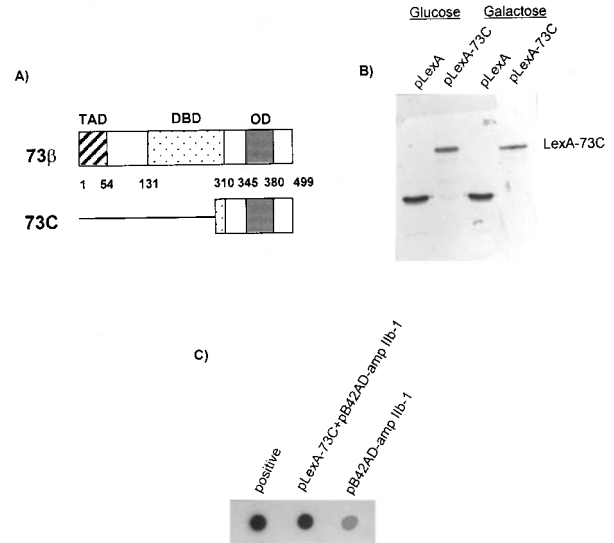 A)
TAD DBD OD
73β
1 54 131 310 345 380 499
73C
B)
Glucose Galactose
pLexA pLexA-73C pLexA pLexA-73C
LexA-73C
C)
positive
pLexA-73C+pB42AD-amp IIb-1
pB42AD-amp IIb-1